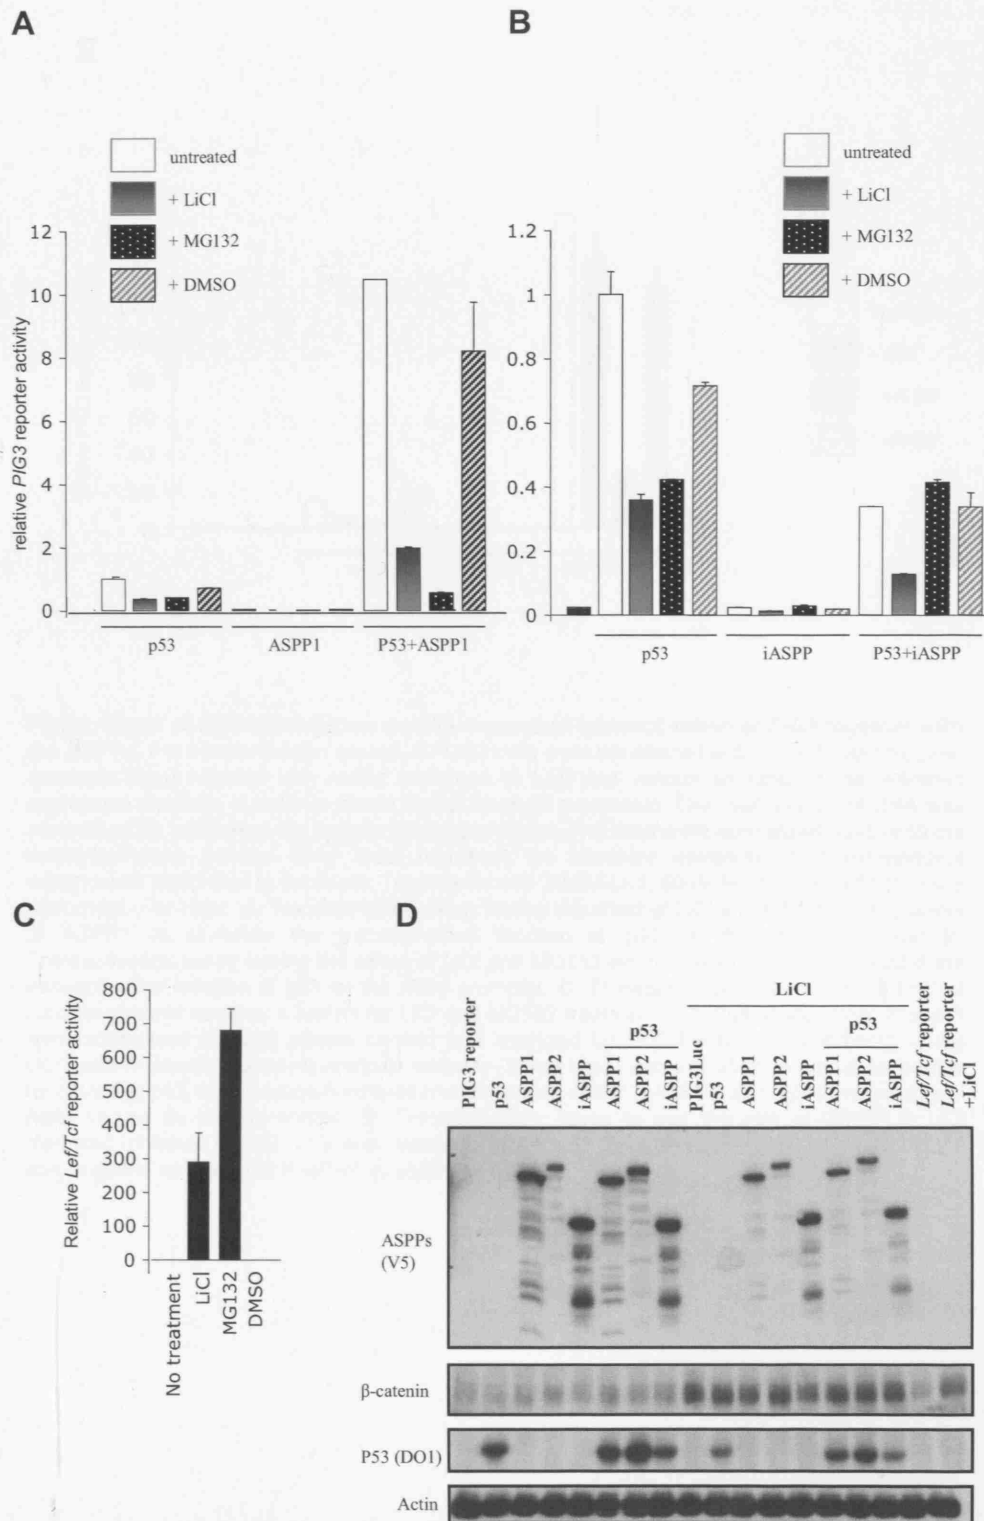 A
B
untreated
+ LiCl
+ MG132
+ DMSO
untreated
+ LiCl
+ MG132
+ DMSO
relative PIG3 reporter activity
12
10
8
6
4
2
0
p53
ASPP1
P53+ASPP1
1.2
1
0.8
0.6
0.4
0.2
0
p53
iASPP
P53+iASPP
C
D
Relative Lef/Tcf reporter activity
800
700
600
500
400
300
200
100
0
No treatment
LiCl
MG132
DMSO
LiCl
p53
p53
PIG3 reporter
p53
ASPP1
ASPP2
iASPP
ASPP1
ASPP2
iASPP
PIG3Luc
p53
ASPP1
ASPP2
iASPP
ASPP1
ASPP2
iASPP
Lef/Tcf reporter
Lef/Tcf reporter
+LiCl
ASPPs
(V5)
β-catenin
P53 (DO1)
Actin